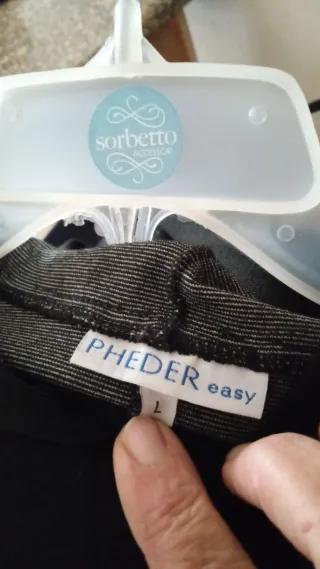 sorbetto
ACCESSORI
PHEDER easy
L